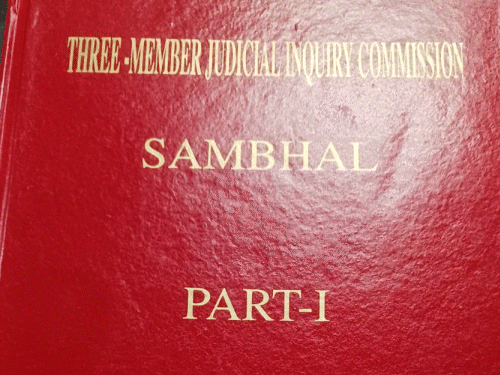 THREE -MEMBER JUDICIAL INQUIRY COMMISSION
SAMBHAL
PART-I